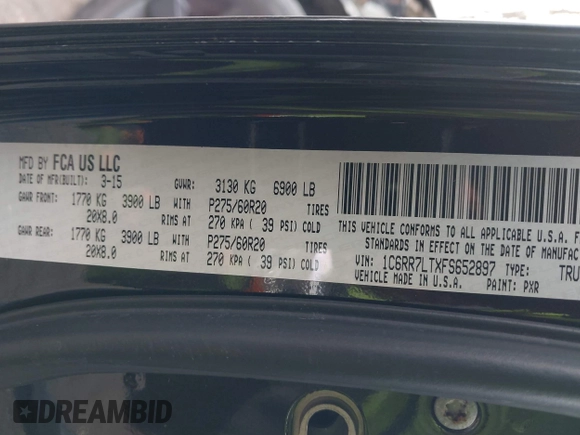 MFD BY FCA US LLC
DATE OF MFR(BUILT): 3-15 GVWR: 3130 KG 6900 LB
GAWR FRONT: 1770 KG 3900 LB WITH P275/60R20 TIRES
20X8.0 RIMS AT 270 KPA ( 39 PSI) COLD
GAWR REAR: 1770 KG 3900 LB WITH P275/60R20 TIRES
20X8.0 RIMS AT 270 KPA ( 39 PSI) COLD
THIS VEHICLE CONFORMS TO ALL APPLICABLE U.S.A. F
STANDARDS IN EFFECT ON THE DATE OF MANUFAC
VIN: 1C6RR7LTXFS652897 TYPE: TRU
VEHICLE MADE IN U.S.A. PAINT: PXR
DREAMBID